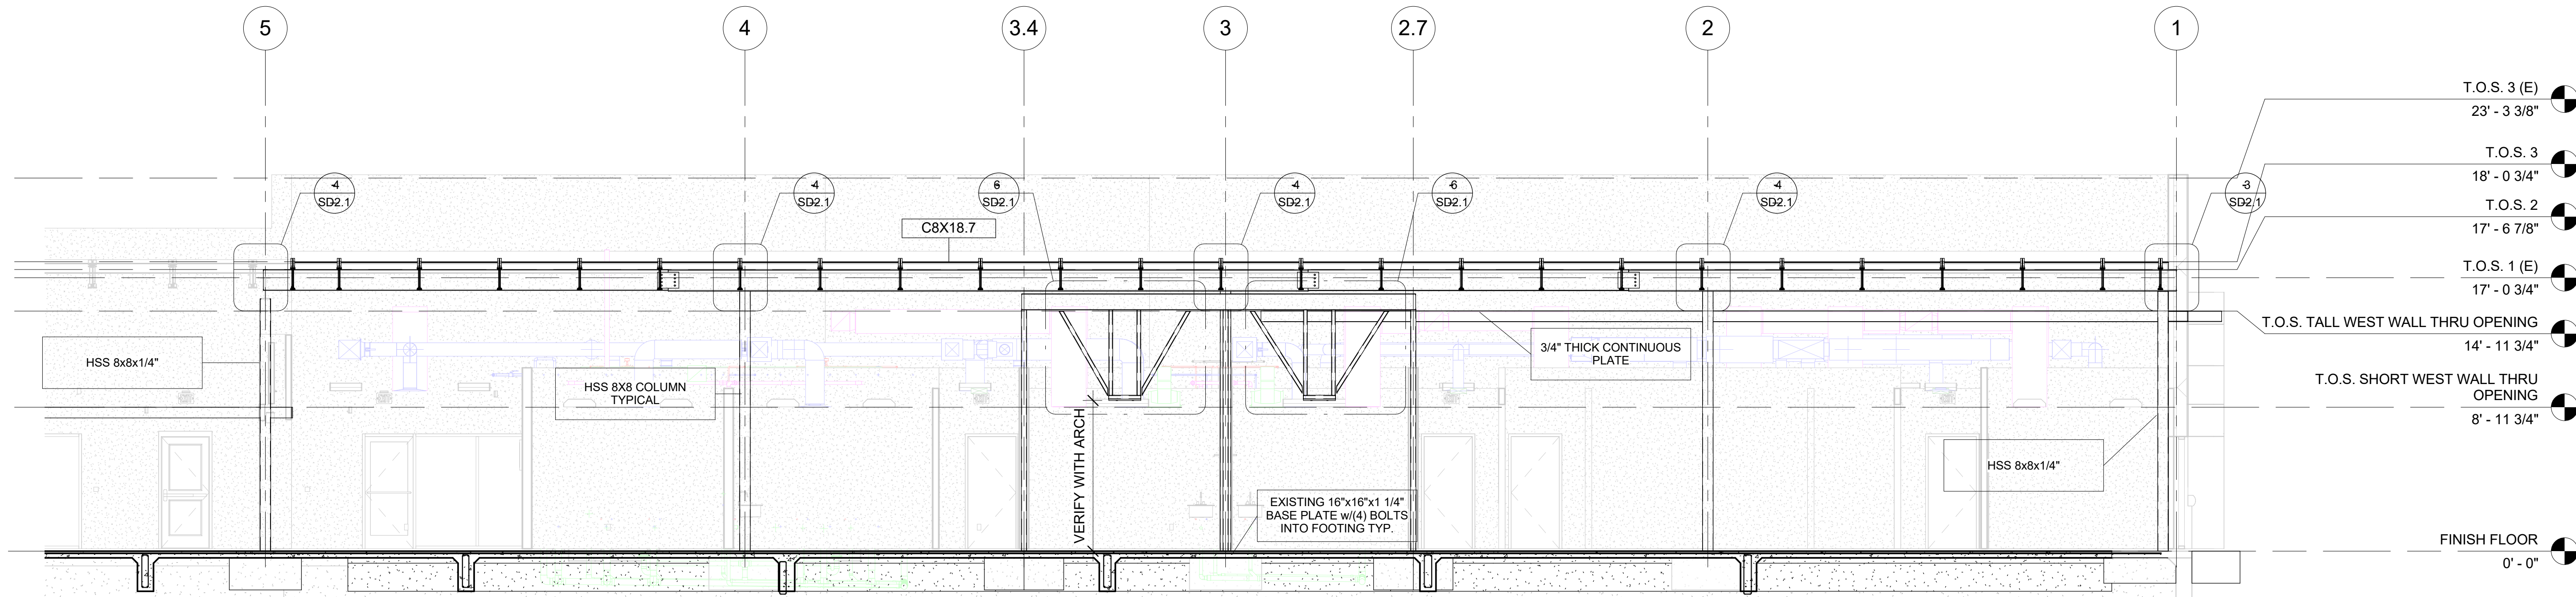 5
4
3.4
3
2.7
2
1
T.O.S. 3 (E)
23' - 3 3/8"
T.O.S. 3
18' - 0 3/4"
T.O.S. 2
17' - 6 7/8"
T.O.S. 1 (E)
17' - 0 3/4"
T.O.S. TALL WEST WALL THRU OPENING
14' - 11 3/4"
T.O.S. SHORT WEST WALL THRU
OPENING
8' - 11 3/4"
FINISH FLOOR
0' - 0"
4
SD2.1
4
SD2.1
6
SD2.1
4
SD2.1
6
SD2.1
4
SD2.1
3
SD2.1
C8X18.7
HSS 8x8x1/4"
HSS 8X8 COLUMN
TYPICAL
3/4" THICK CONTINUOUS
PLATE
VERIFY WITH ARCH
HSS 8x8x1/4"
EXISTING 16"x16"x1 1/4"
BASE PLATE w/(4) BOLTS
INTO FOOTING TYP.